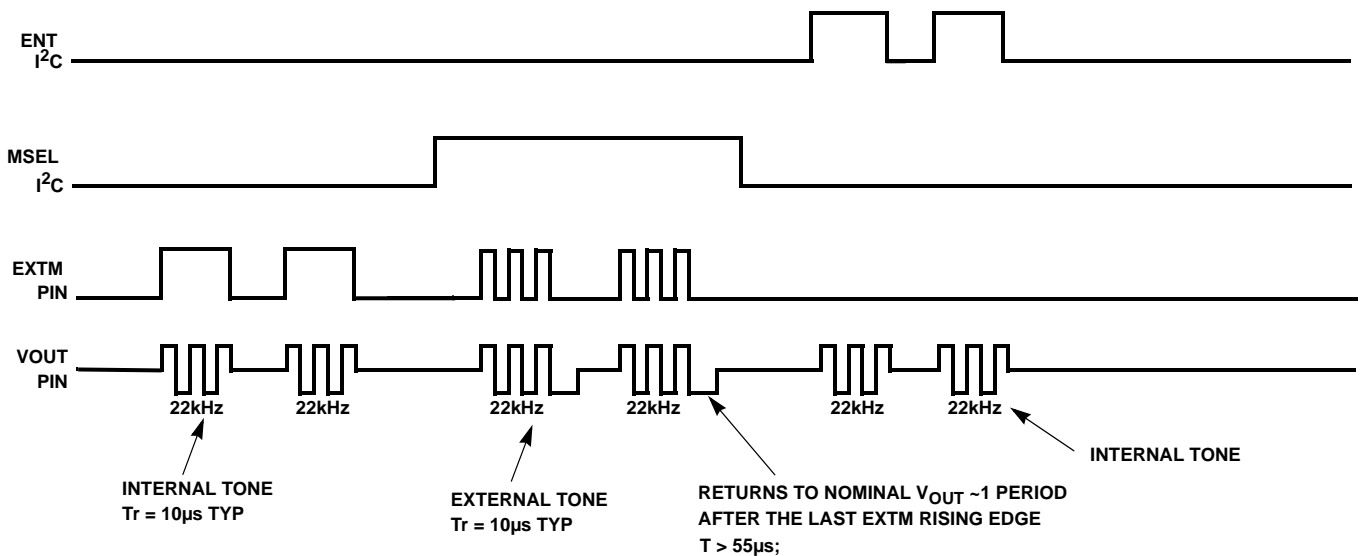 ENT
I²C
MSEL
I²C
EXTM
PIN
VOUT
PIN
22kHz 22kHz 22kHz 22kHz 22kHz 22kHz
INTERNAL TONE
Tr = 10µs TYP
EXTERNAL TONE
Tr = 10µs TYP
RETURNS TO NOMINAL VOUT ~1 PERIOD
AFTER THE LAST EXTM RISING EDGE
T > 55µs;
INTERNAL TONE